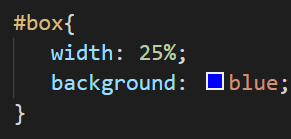 #box{
width: 25%;
background: blue;
}